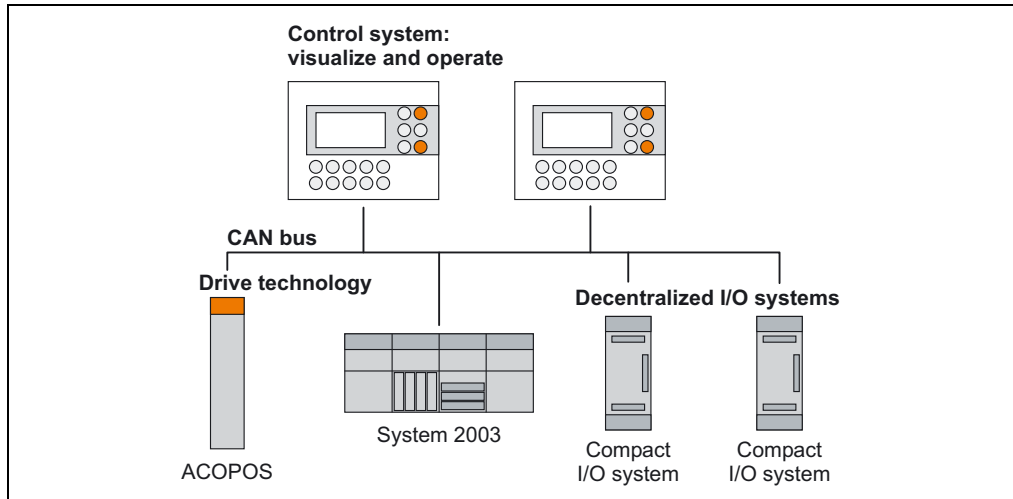 Control system:
visualize and operate
CAN bus
Drive technology
Decentralized I/O systems
System 2003
ACOPOS
Compact
I/O system
Compact
I/O system